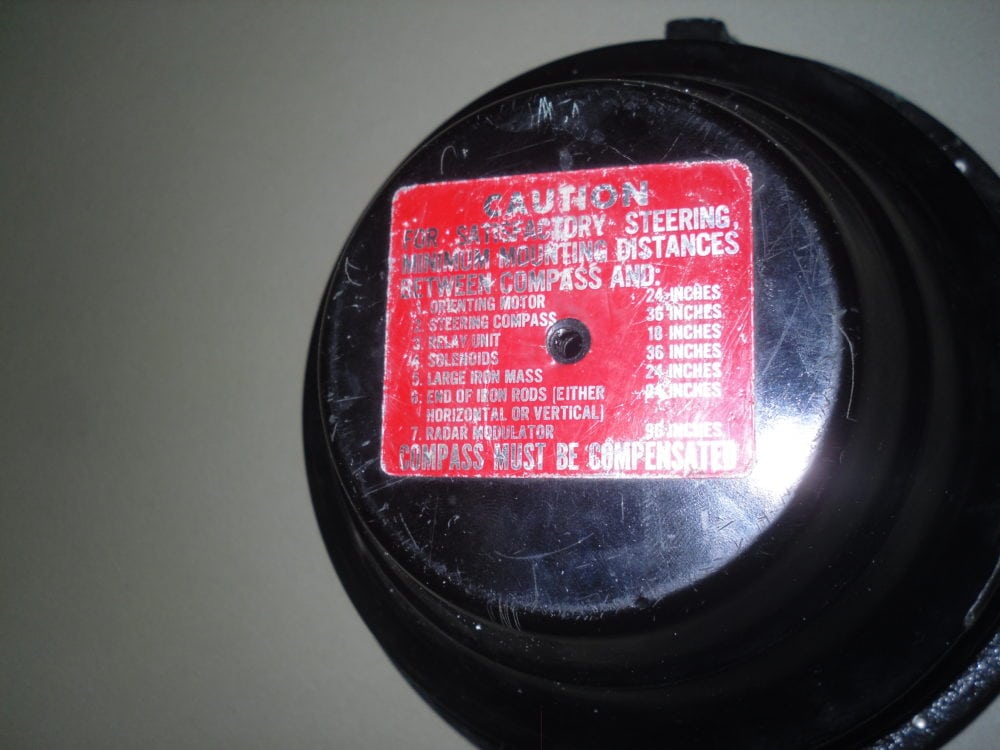 CAUTION
FOR SATISFACTORY STEERING,
MINIMUM MOUNTING DISTANCES
BETWEEN COMPASS AND:
1. ORIENTING MOTOR 24 INCHES
2. STEERING COMPASS 36 INCHES
3. RELAY UNIT 18 INCHES
4. SOLENOIDS 36 INCHES
5. LARGE IRON MASS 24 INCHES
6. END OF IRON RODS (EITHER 24 INCHES
HORIZONTAL OR VERTICAL)
7. RADAR MODULATOR 96 INCHES
COMPASS MUST BE COMPENSATED